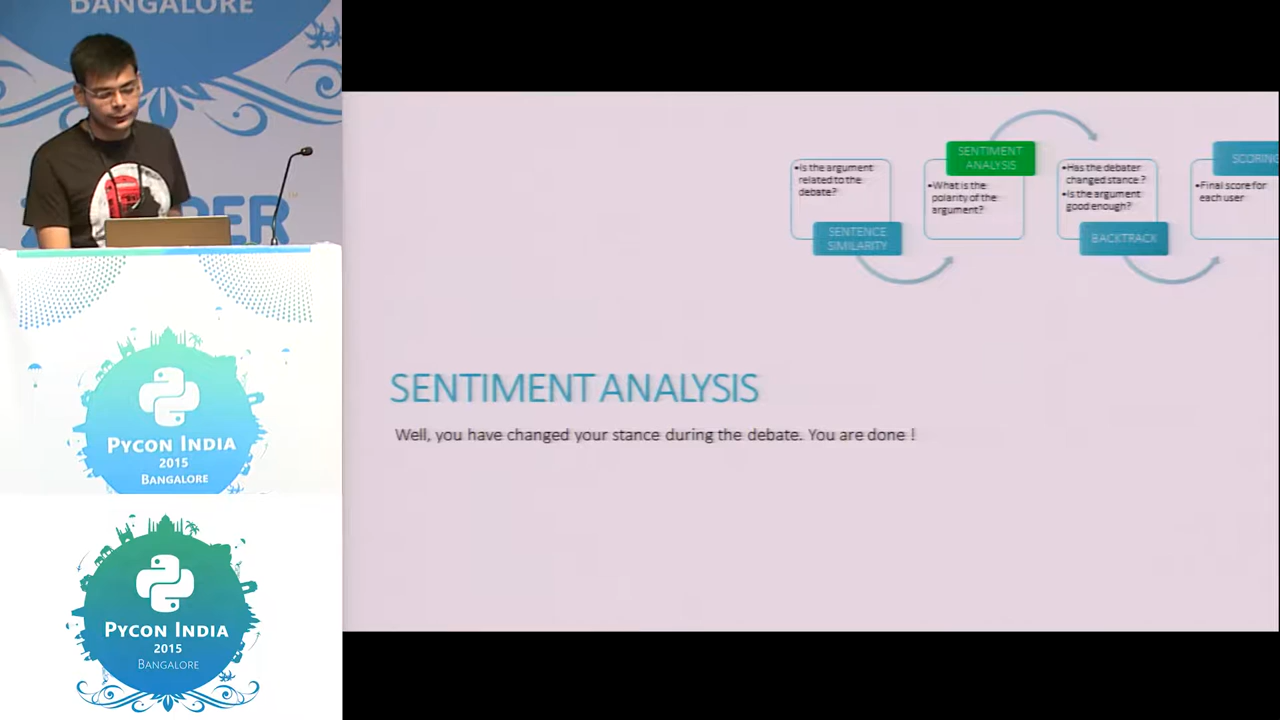 BANGALORE
PYCON INDIA
2015
BANGALORE
PYCON INDIA
2015
BANGALORE
•Is the argument
related to the
debate?
SENTENCE
SIMILARITY
SENTIMENT
ANALYSIS
•What is the
polarity of the
argument?
•Has the debater
changed stance ?
•Is the argument
good enough?
BACKTRACK
SCORING
•Final score for
each user
SENTIMENT ANALYSIS
Well, you have changed your stance during the debate. You are done !